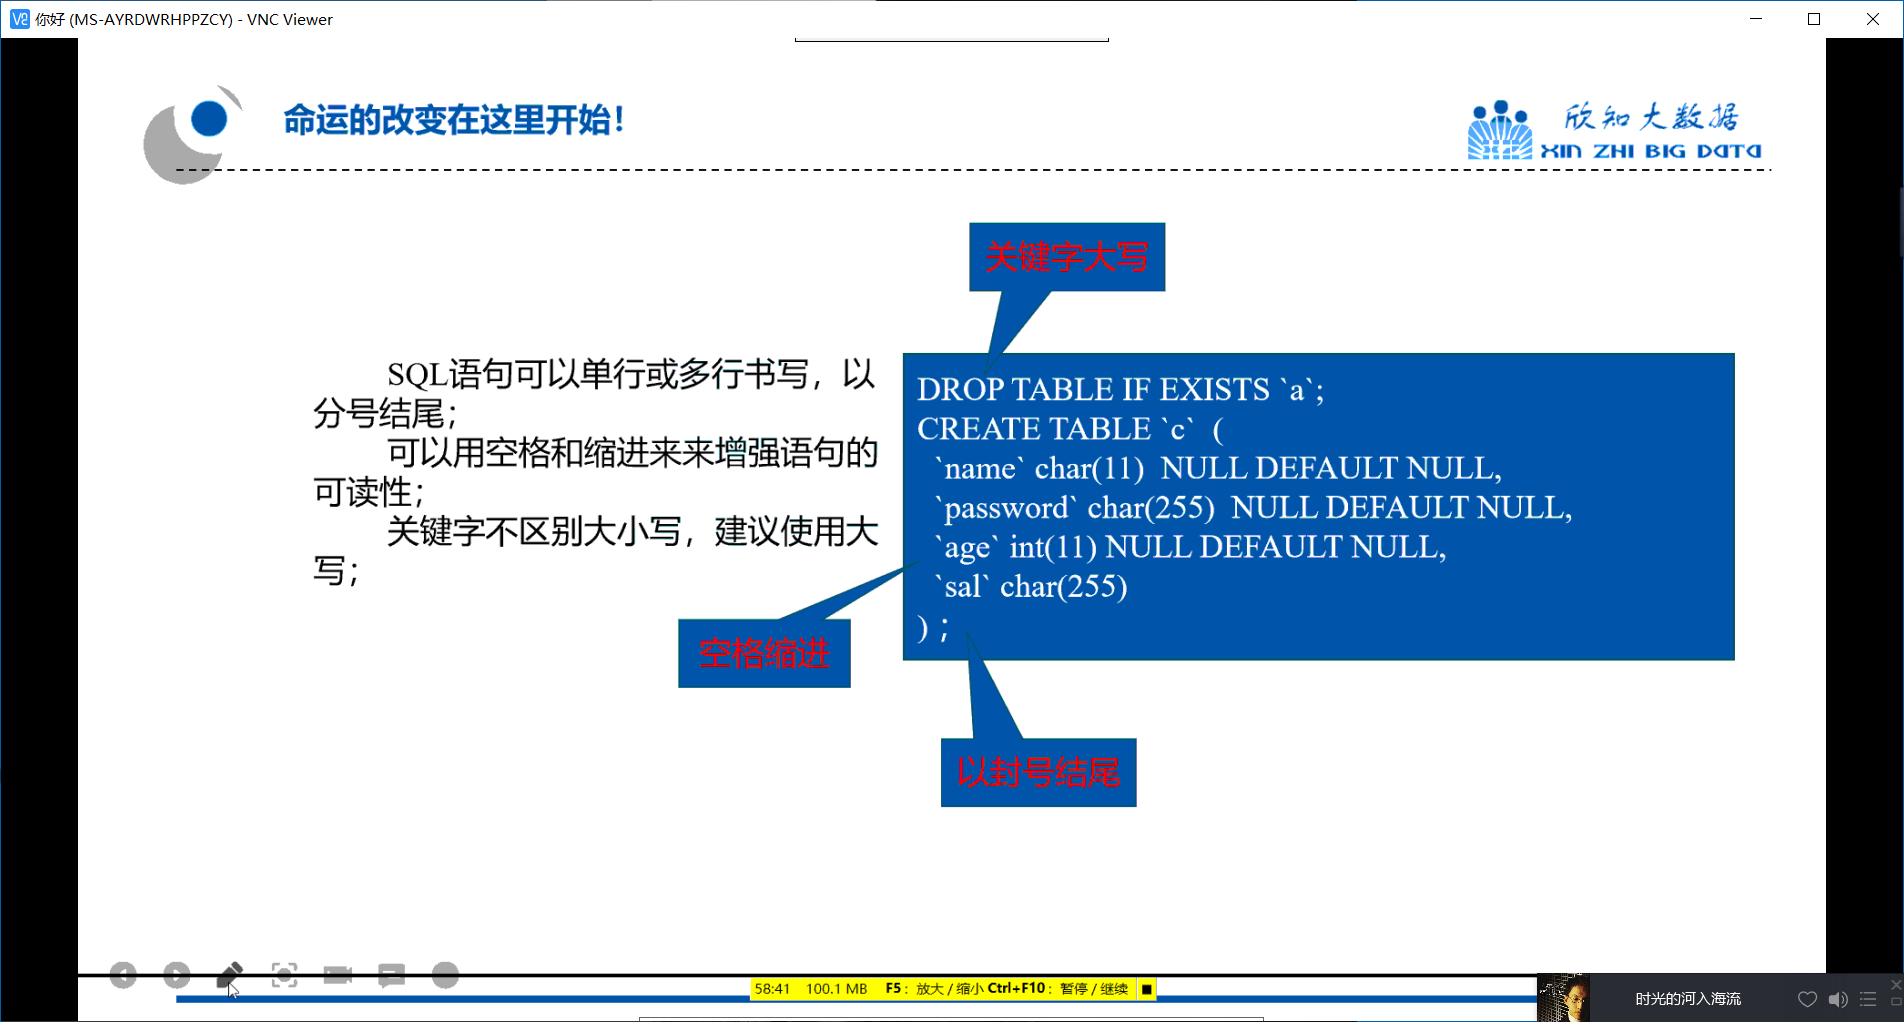 你好 (MS-AYRDWRHPPZCY) - VNC Viewer
命运的改变在这里开始！
欣知大数据
XIN ZHI BIG DATA
关键字大写
SQL语句可以单行或多行书写，以
分号结尾；
可以用空格和缩进来来增强语句的
可读性；
关键字不区别大小写，建议使用大
写；
DROP TABLE IF EXISTS `a`;
CREATE TABLE `c`  (
`name` char(11)  NULL DEFAULT NULL,
`password` char(255)  NULL DEFAULT NULL,
`age` int(11) NULL DEFAULT NULL,
`sal` char(255)
) ；
空格缩进
以封号结尾
58:41 100.1 MB F5：放大 / 缩小 Ctrl+F10：暂停 / 继续
时光的河入海流